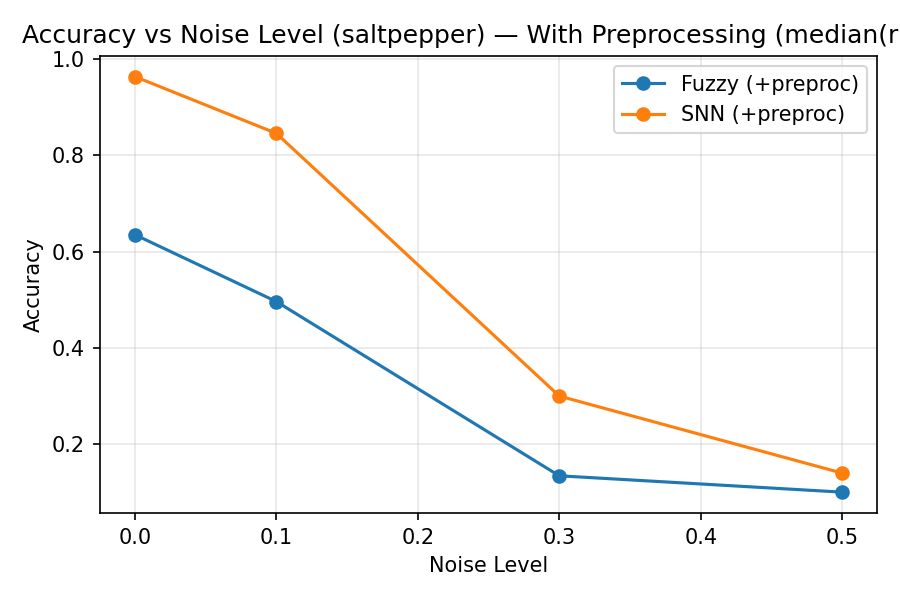 Accuracy vs Noise Level (saltpepper) — With Preprocessing (median(r
1.0
0.8
0.6
0.4
0.2
Accuracy
Fuzzy (+preproc)
SNN (+preproc)
0.0 0.1 0.2 0.3 0.4 0.5
Noise Level